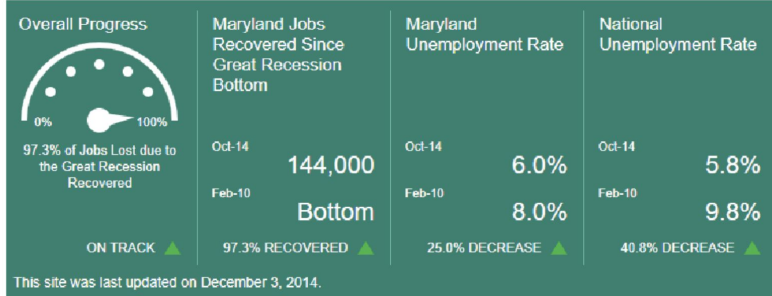 Overall Progress
0%
100%
97.3% of Jobs Lost due to
the Great Recession
Recovered
ON TRACK
Maryland Jobs
Recovered Since
Great Recession
Bottom
Oct-14
144,000
Feb-10
Bottom
97.3% RECOVERED
Maryland
Unemployment Rate
Oct-14
6.0%
Feb-10
8.0%
25.0% DECREASE
National
Unemployment Rate
Oct-14
5.8%
Feb-10
9.8%
40.8% DECREASE
This site was last updated on December 3, 2014.